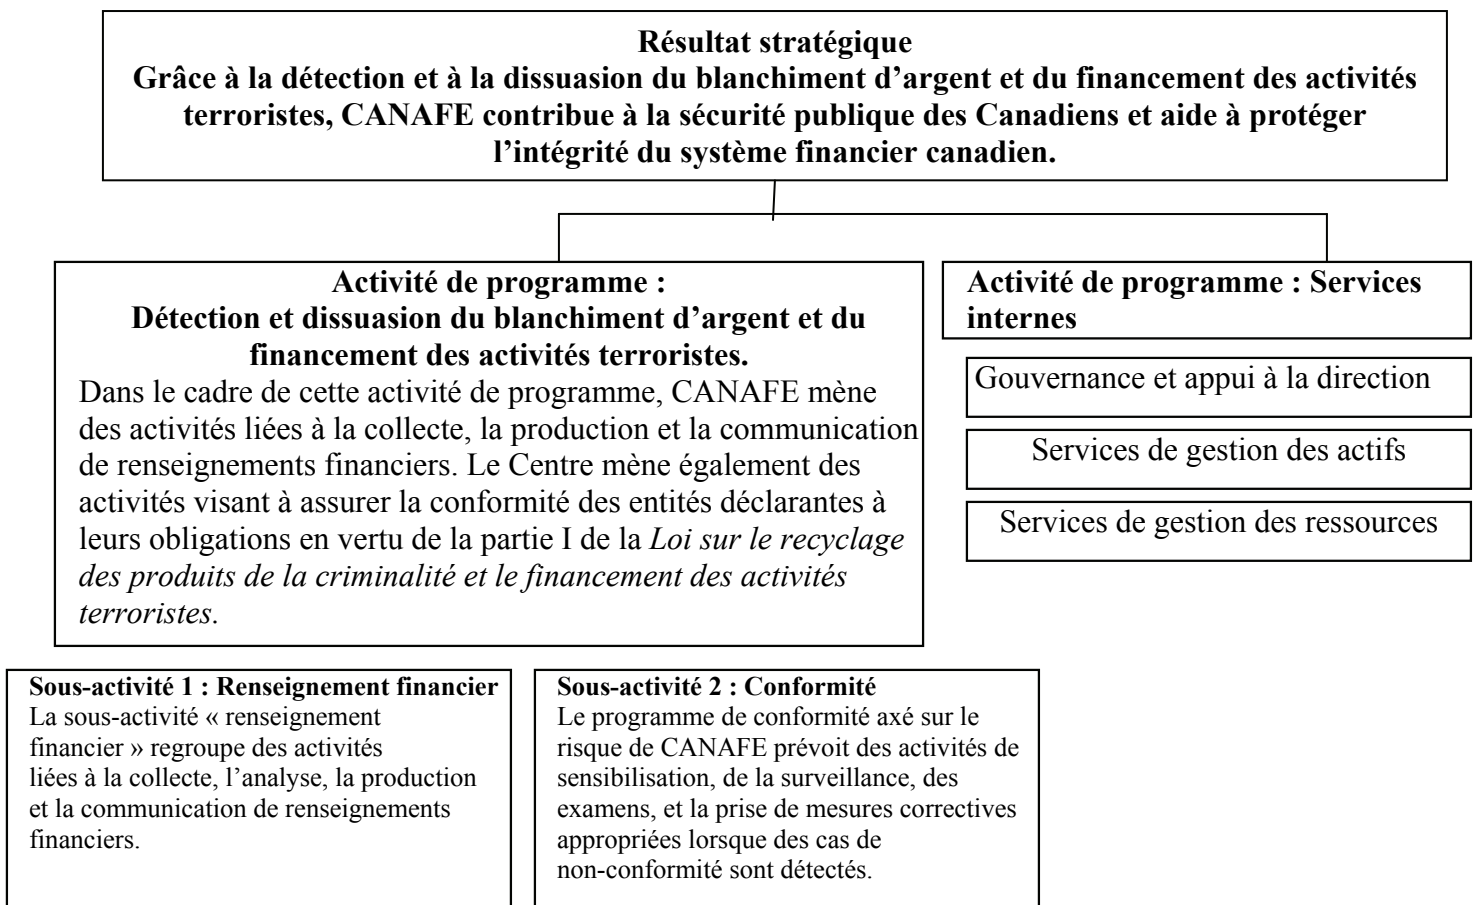 Résultat stratégique
Grâce à la détection et à la dissuasion du blanchiment d’argent et du financement des activités
terroristes, CANAFE contribue à la sécurité publique des Canadiens et aide à protéger
l’intégrité du système financier canadien.
Activité de programme :
Détection et dissuasion du blanchiment d’argent et du
financement des activités terroristes.
Dans le cadre de cette activité de programme, CANAFE mène
des activités liées à la collecte, la production et la communication
de renseignements financiers. Le Centre mène également des
activités visant à assurer la conformité des entités déclarantes à
leurs obligations en vertu de la partie I de la Loi sur le recyclage
des produits de la criminalité et le financement des activités
terroristes.
Activité de programme : Services
internes
Gouvernance et appui à la direction
Services de gestion des actifs
Services de gestion des ressources
Sous-activité 1 : Renseignement financier
La sous-activité « renseignement
financier » regroupe des activités
liées à la collecte, l’analyse, la production
et la communication de renseignements
financiers.
Sous-activité 2 : Conformité
Le programme de conformité axé sur le
risque de CANAFE prévoit des activités de
sensibilisation, de la surveillance, des
examens, et la prise de mesures correctives
appropriées lorsque des cas de
non-conformité sont détectés.